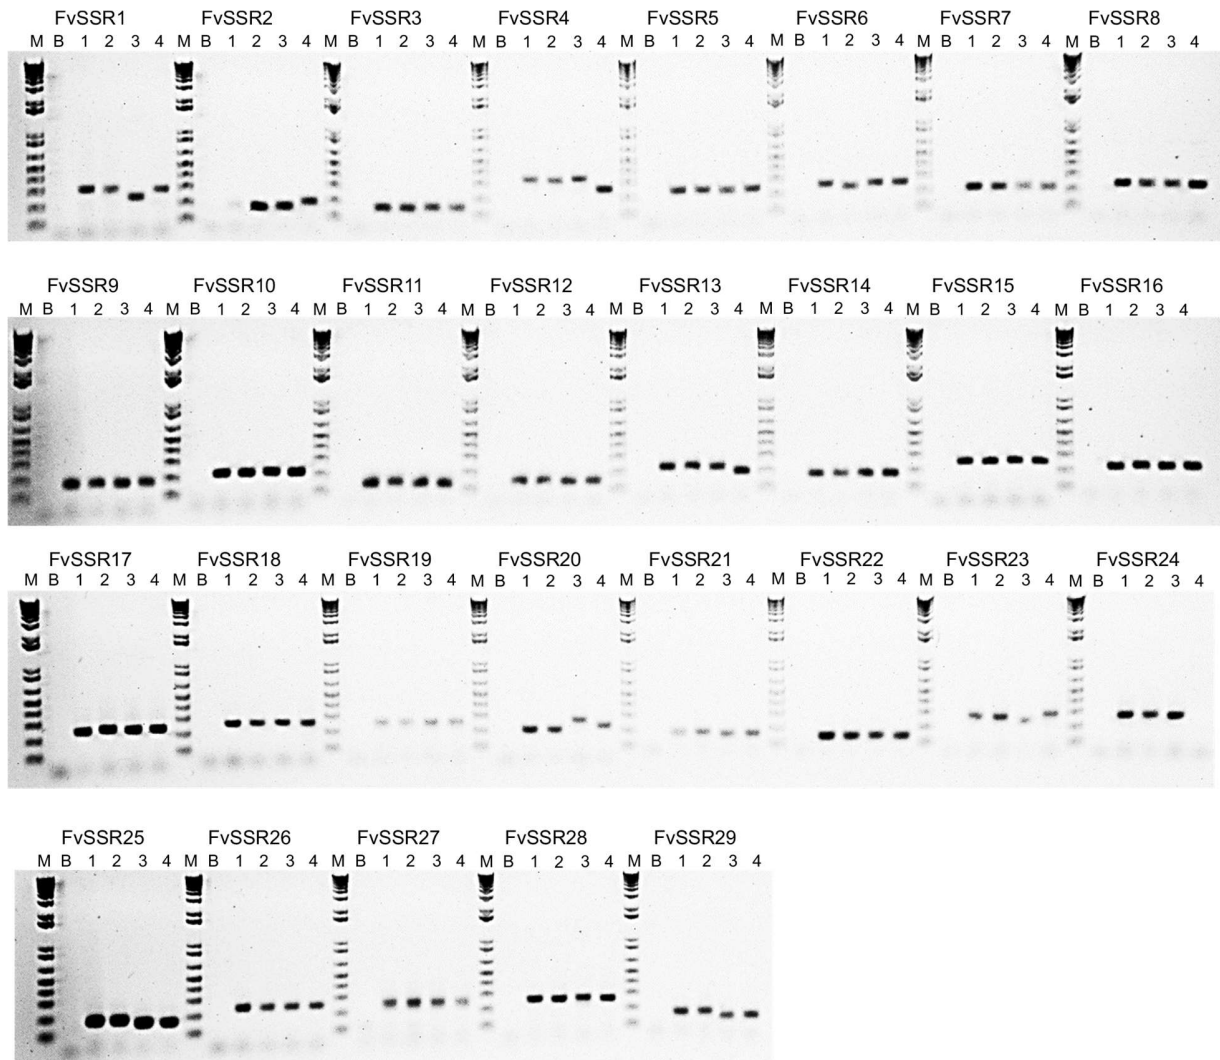 FvSSR1 FvSSR2 FvSSR3 FvSSR4 FvSSR5 FvSSR6 FvSSR7 FvSSR8
M B 1 2 3 4 M B 1 2 3 4 M B 1 2 3 4 M B 1 2 3 4 M B 1 2 3 4 M B 1 2 3 4 M B 1 2 3 4 M B 1 2 3 4
FvSSR9 FvSSR10 FvSSR11 FvSSR12 FvSSR13 FvSSR14 FvSSR15 FvSSR16
M B 1 2 3 4 M B 1 2 3 4 M B 1 2 3 4 M B 1 2 3 4 M B 1 2 3 4 M B 1 2 3 4 M B 1 2 3 4 M B 1 2 3 4
FvSSR17 FvSSR18 FvSSR19 FvSSR20 FvSSR21 FvSSR22 FvSSR23 FvSSR24
M B 1 2 3 4 M B 1 2 3 4 M B 1 2 3 4 M B 1 2 3 4 M B 1 2 3 4 M B 1 2 3 4 M B 1 2 3 4 M B 1 2 3 4
FvSSR25 FvSSR26 FvSSR27 FvSSR28 FvSSR29
M B 1 2 3 4 M B 1 2 3 4 M B 1 2 3 4 M B 1 2 3 4 M B 1 2 3 4